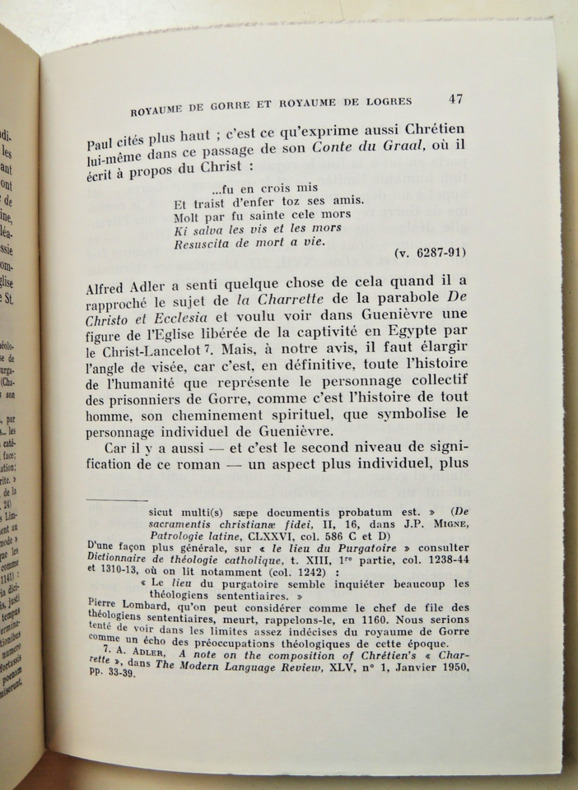 ROYAUME DE GORRE ET ROYAUME DE LOGRES 47
Paul cités plus haut ; c'est ce qu'exprime aussi Chrétien
lui-même dans ce passage de son Conte du Graal, où il
écrit à propos du Christ :
...fu en crois mis
Et traist d'enfer toz ses amis.
Molt par fu sainte cele mors
Ki salva les vis et les mors
Resuscita de mort a vie.
(v. 6287-91)
Alfred Adler a senti quelque chose de cela quand il a
rapproché le sujet de la Charrette de la parabole De
Christo et Ecclesia et voulu voir dans Guenièvre une
figure de l'Eglise libérée de la captivité en Egypte par
le Christ-Lancelot 7. Mais, à notre avis, il faut élargir
l'angle de visée, car c'est, en définitive, toute l'histoire
de l'humanité que représente le personnage collectif
des prisonniers de Gorre, comme c'est l'histoire de tout
homme, son cheminement spirituel, que symbolise le
personnage individuel de Guenièvre.
Car il y a aussi — et c'est le second niveau de signi-
fication de ce roman — un aspect plus individuel, plus
sicut multi(s) sæpe documentis probatum est. » (De
sacramentis christianæ fidei, II, 16, dans J.P. MIGNE,
Patrologie latine, CLXXVI, col. 586 C et D)
D'une façon plus générale, sur « le lieu du Purgatoire » consulter
Dictionnaire de théologie catholique, t. XIII, 1re partie, col. 1238-44
et 1310-13, où on lit notamment (col. 1242) :
« Le lieu du purgatoire semble inquiéter beaucoup les
théologiens sententiaires. »
Pierre Lombard, qu'on peut considérer comme le chef de file des
théologiens sententiaires, meurt, rappelons-le, en 1160. Nous serions
tenté de voir dans les limites assez indécises du royaume de Gorre
comme un écho des préoccupations théologiques de cette époque.
7. A. ADLER, A note on the composition of Chrétien's « Char-
rette », dans The Modern Language Review, XLV, n° 1, Janvier 1950,
pp. 33-39.